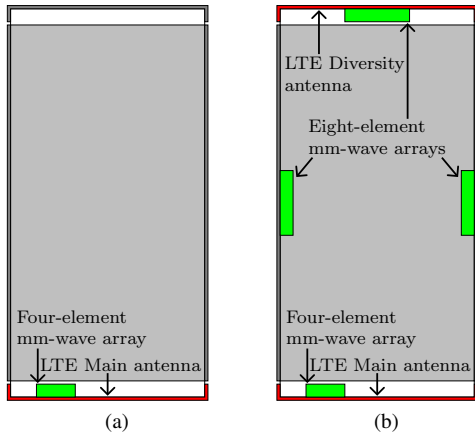 LTE Diversity
antenna
Eight-element
mm-wave arrays
Four-element
mm-wave array
LTE Main antenna
Four-element
mm-wave array
LTE Main antenna
(a)
(b)